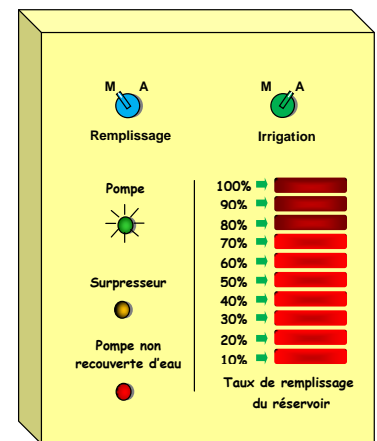 M A
M A
Remplissage
Irrigation
Pompe
Surpresseur
Pompe non
recouverte d'eau
100%
90%
80%
70%
60%
50%
40%
30%
20%
10%
Taux de remplissage
du réservoir